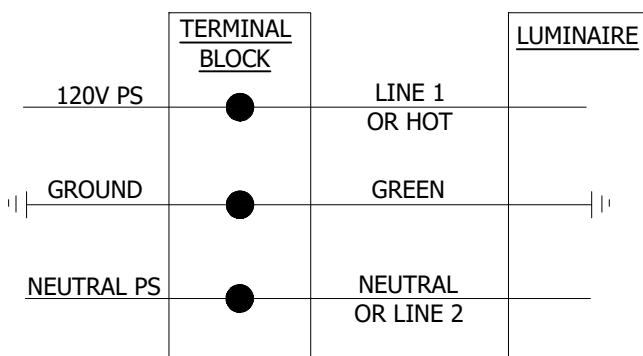 TERMINAL
BLOCK
LUMINAIRE
120V PS
LINE 1
OR HOT
GROUND
GREEN
NEUTRAL PS
NEUTRAL
OR LINE 2